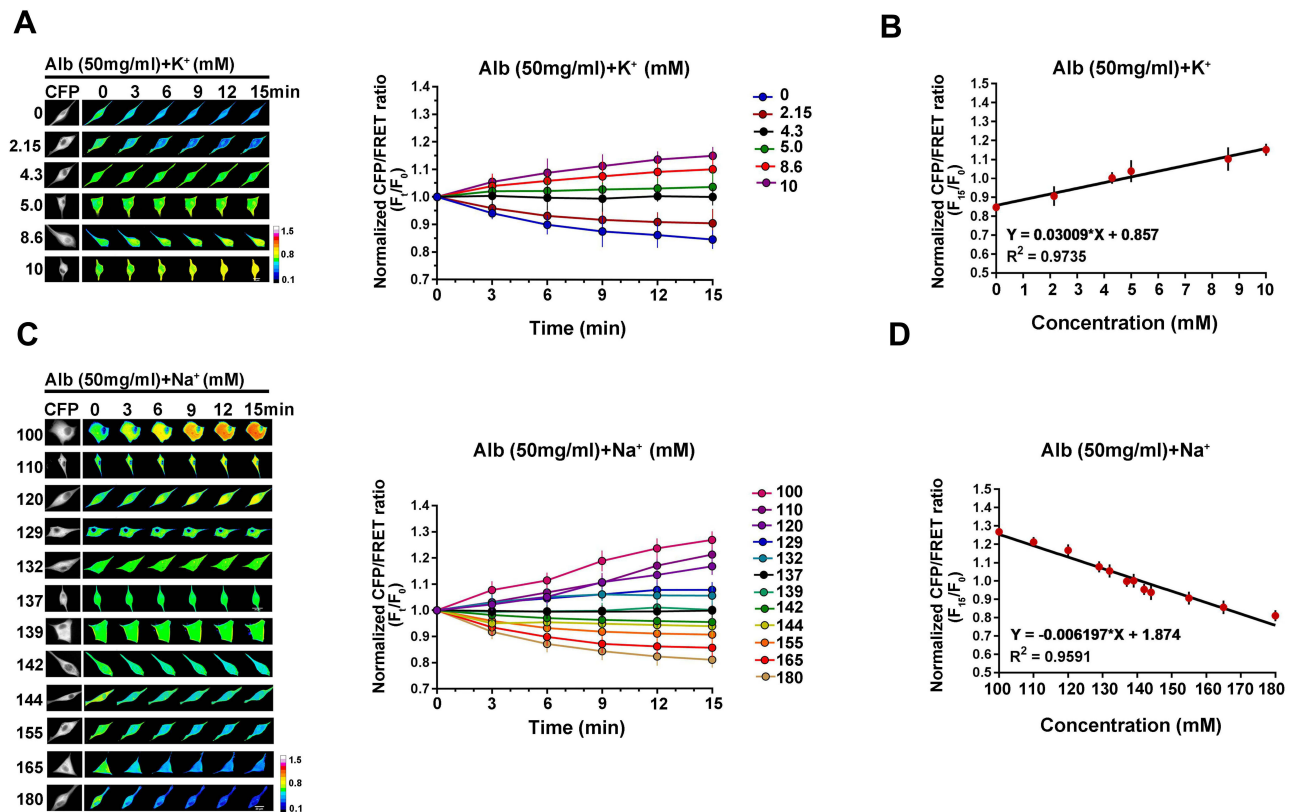 A
Alb (50mg/ml)+K⁺ (mM)
CFP 0 3 6 9 12 15min
0
2.15
4.3
5.0
8.6
10
1.5
0.8
0.1
Alb (50mg/ml)+K⁺ (mM)
Normalized CFP/FRET ratio
(Fₜ/F₀)
1.4
1.3
1.2
1.1
1.0
0.9
0.8
0.7
0 3 6 9 12 15
Time (min)
0
2.15
4.3
5.0
8.6
10
B
Alb (50mg/ml)+K⁺
Normalized CFP/FRET ratio
(F₁₅/F₀)
1.5
1.4
1.3
1.2
1.1
1.0
0.9
0.8
0.7
0.6
0.5
Y = 0.03009*X + 0.857
R² = 0.9735
0 1 2 3 4 5 6 7 8 9 10
Concentration (mM)
C
Alb (50mg/ml)+Na⁺ (mM)
CFP 0 3 6 9 12 15min
100
110
120
129
132
137
139
142
144
155
165
180
1.5
0.8
0.1
Alb (50mg/ml)+Na⁺ (mM)
Normalized CFP/FRET ratio
(Fₜ/F₀)
1.4
1.3
1.2
1.1
1.0
0.9
0.8
0.7
0 3 6 9 12 15
Time (min)
100
110
120
129
132
137
139
142
144
155
165
180
D
Alb (50mg/ml)+Na⁺
Normalized CFP/FRET ratio
(F₁₅/F₀)
1.5
1.4
1.3
1.2
1.1
1.0
0.9
0.8
0.7
0.6
0.5
Y = -0.006197*X + 1.874
R² = 0.9591
100 110 120 130 140 150 160 170 180
Concentration (mM)